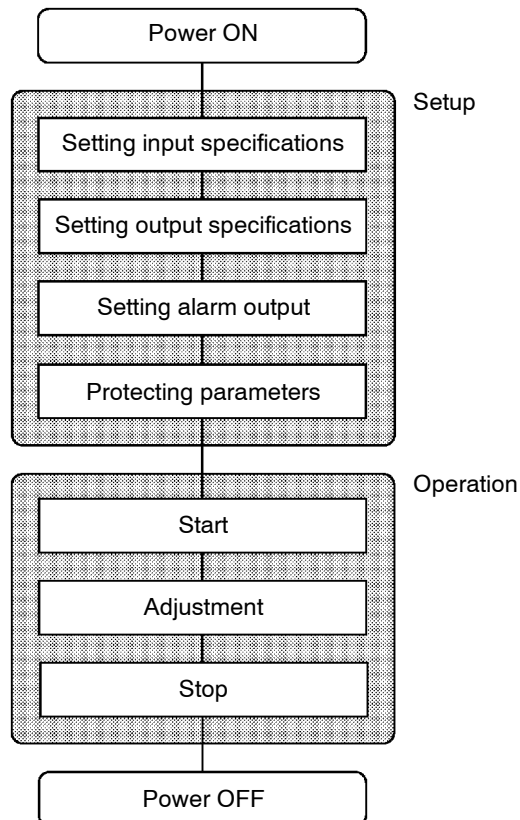 Power ON
Setup
Setting input specifications
Setting output specifications
Setting alarm output
Protecting parameters
Operation
Start
Adjustment
Stop
Power OFF